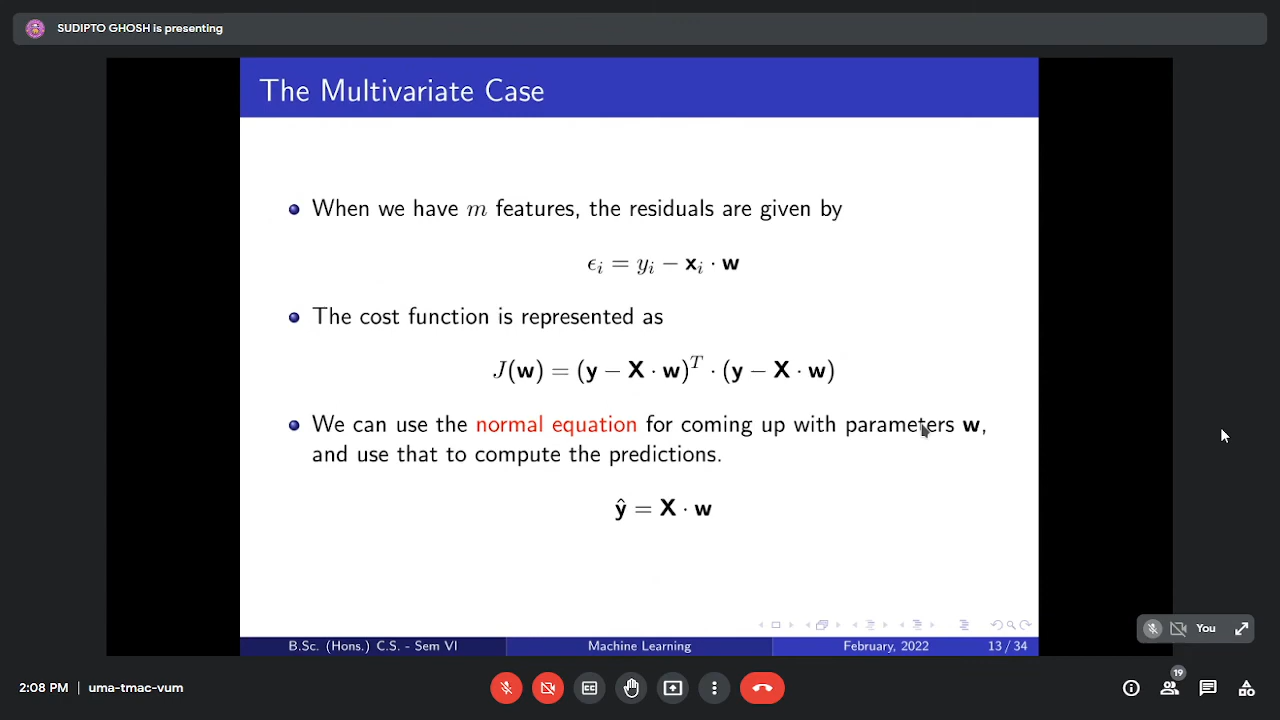 SUDIPTO GHOSH is presenting
The Multivariate Case
When we have m features, the residuals are given by
ϵᵢ = yᵢ − xᵢ · w
The cost function is represented as
J(w) = (y − X · w)ᵀ · (y − X · w)
We can use the normal equation for coming up with parameters w,
and use that to compute the predictions.
ŷ = X · w
B.Sc. (Hons.) C.S. - Sem VI Machine Learning February, 2022 13 / 34
You
19
2:08 PM | uma-tmac-vum
CC